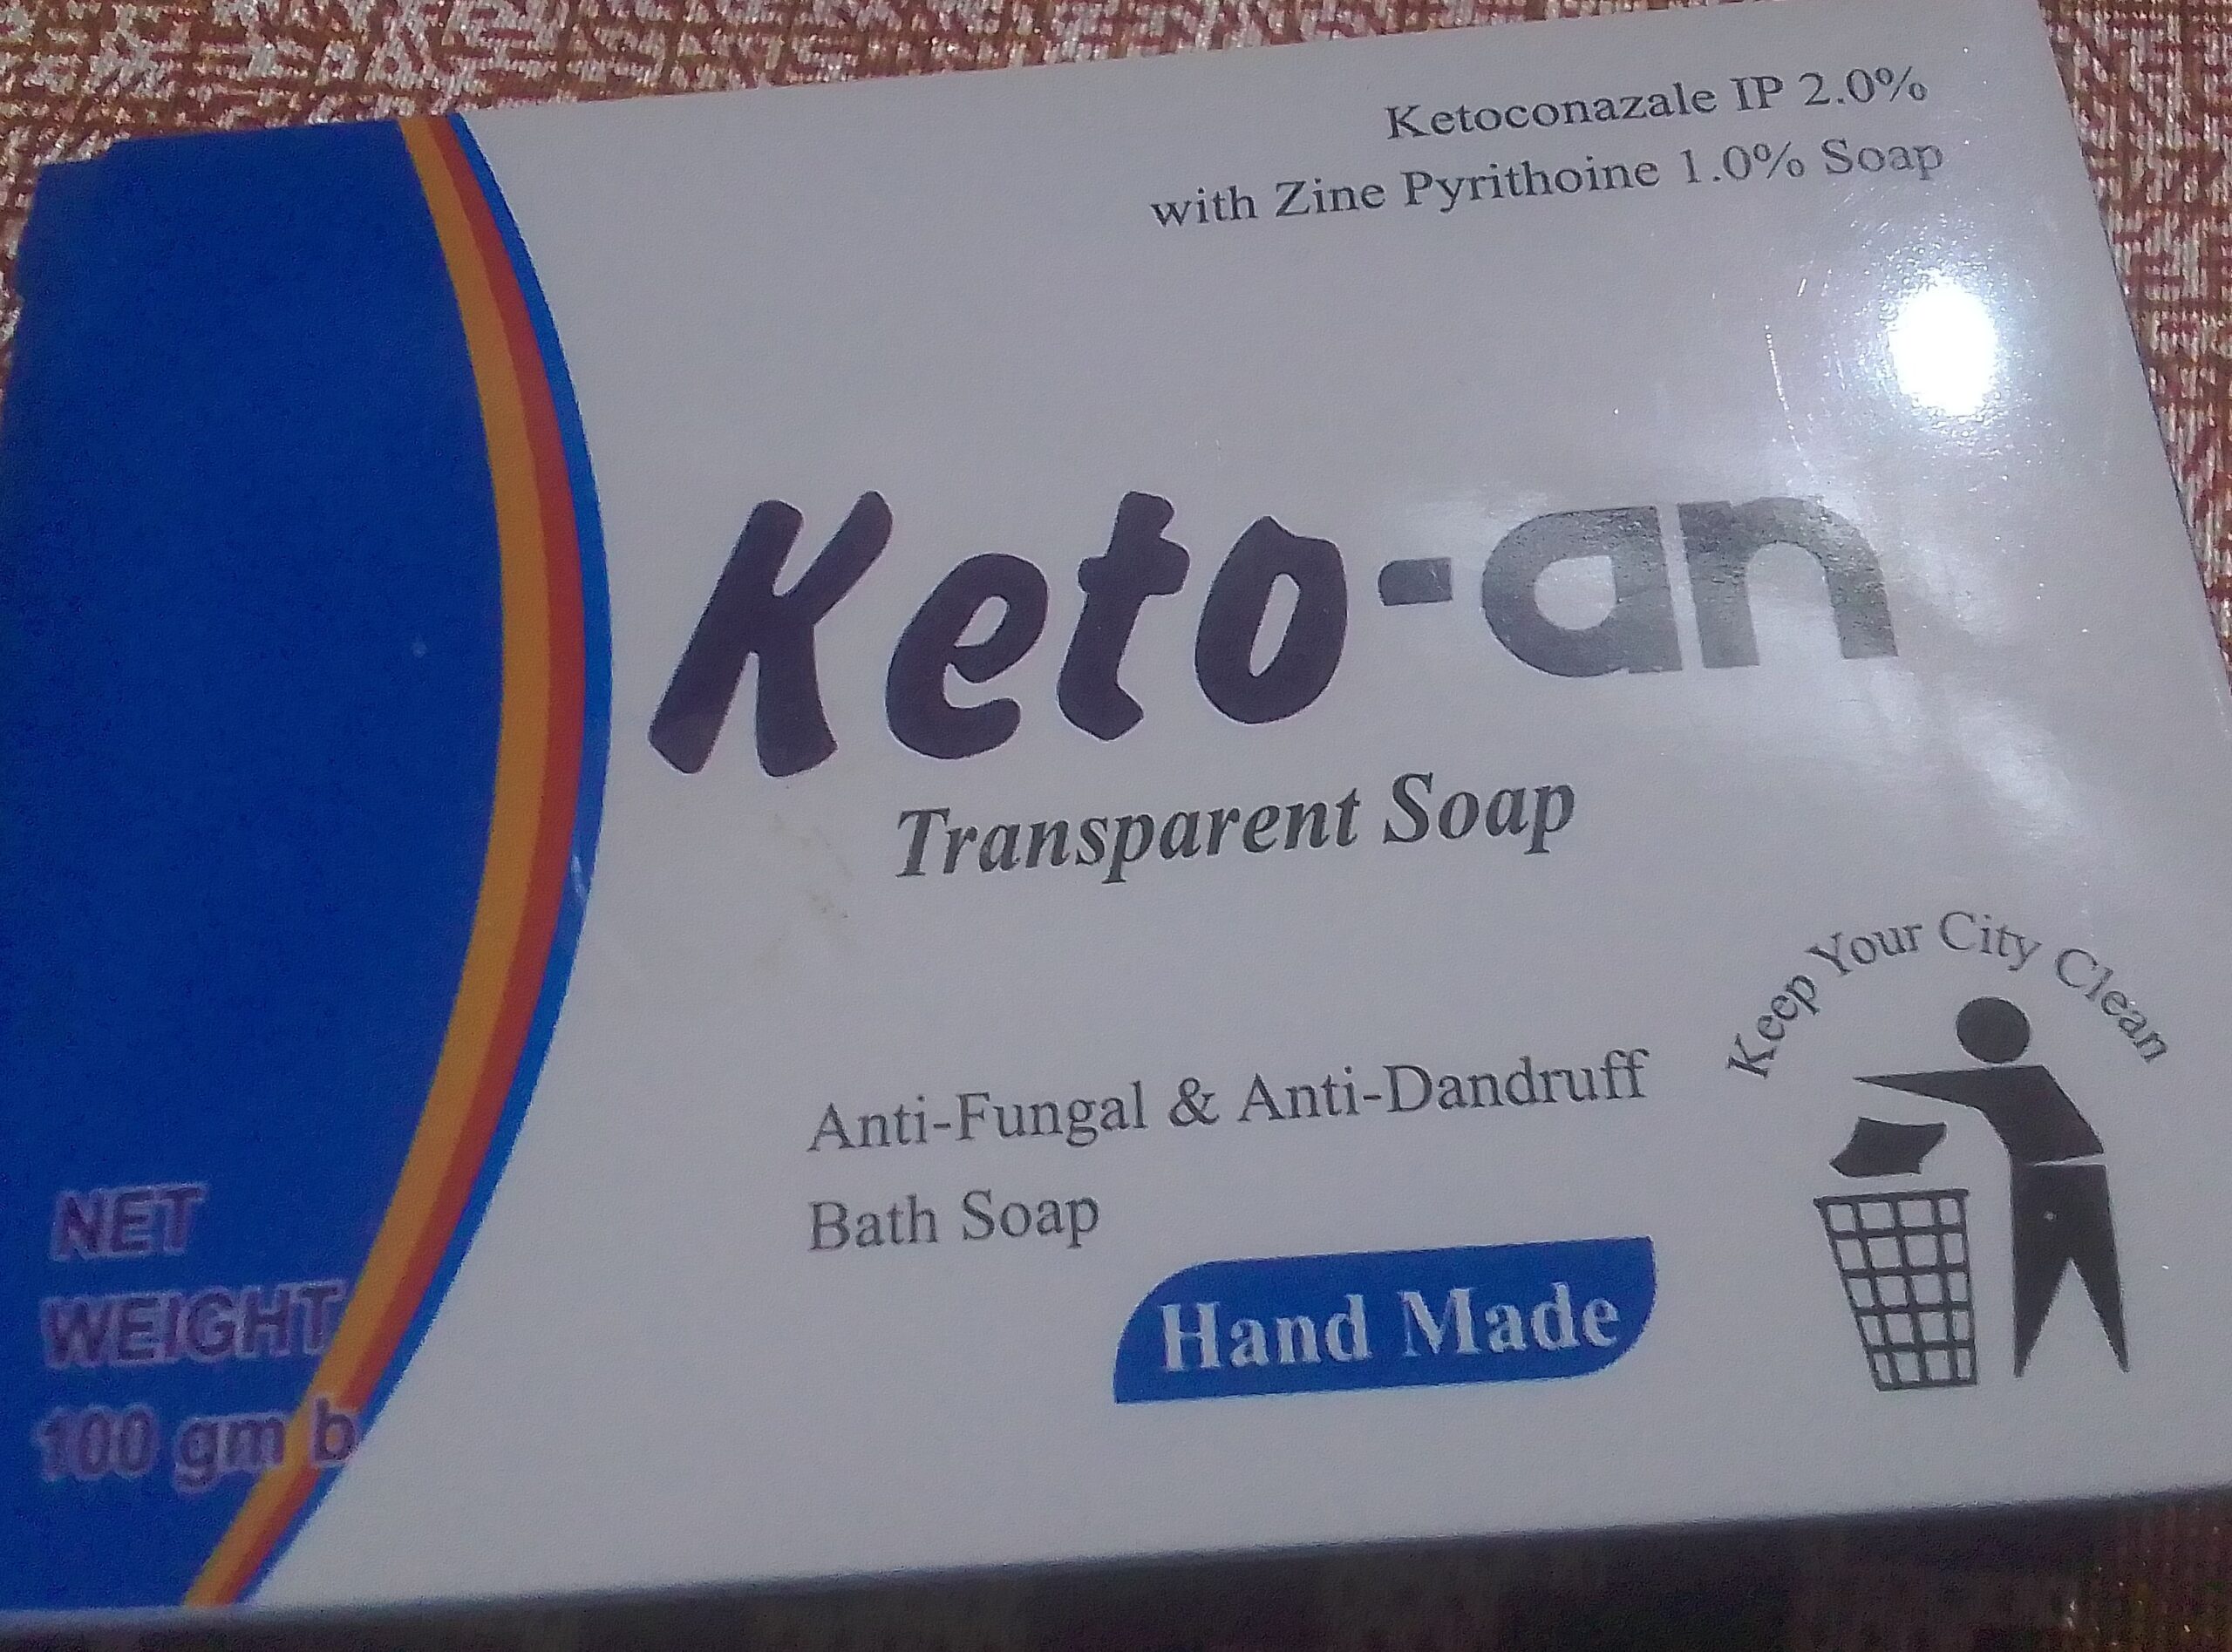 Ketoconazale IP 2.0%
with Zine Pyrithoine 1.0% Soap
Keto-an
Transparent Soap
Keep Your City Clean
Anti-Fungal & Anti-Dandruff
Bath Soap
Hand Made
NET
WEIGHT
100 gm b